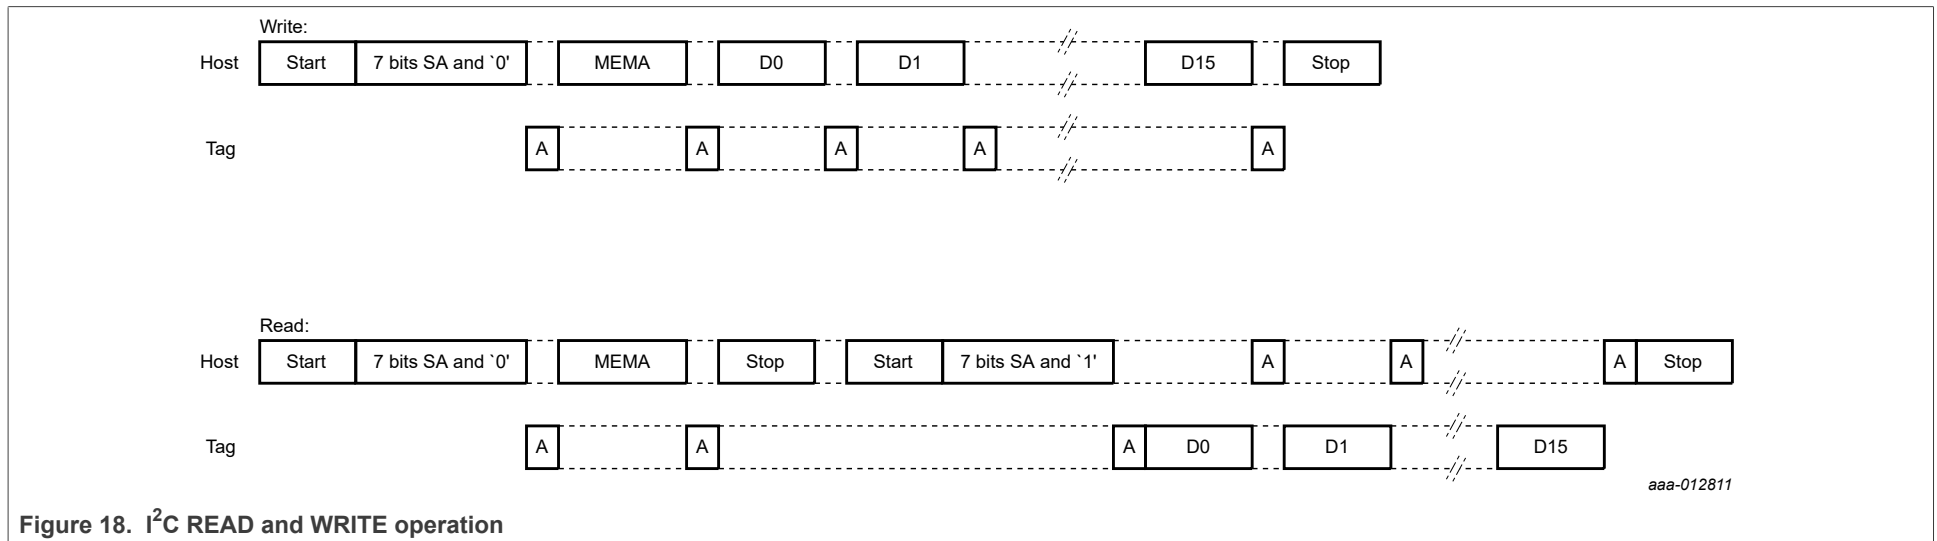 Write:
Host Start 7 bits SA and `0' MEMA D0 D1 D15 Stop
Tag A A A A A
Read:
Host Start 7 bits SA and `0' MEMA Stop Start 7 bits SA and `1' A A A Stop
Tag A A A D0 D1 D15
aaa-012811
Figure 18. I²C READ and WRITE operation